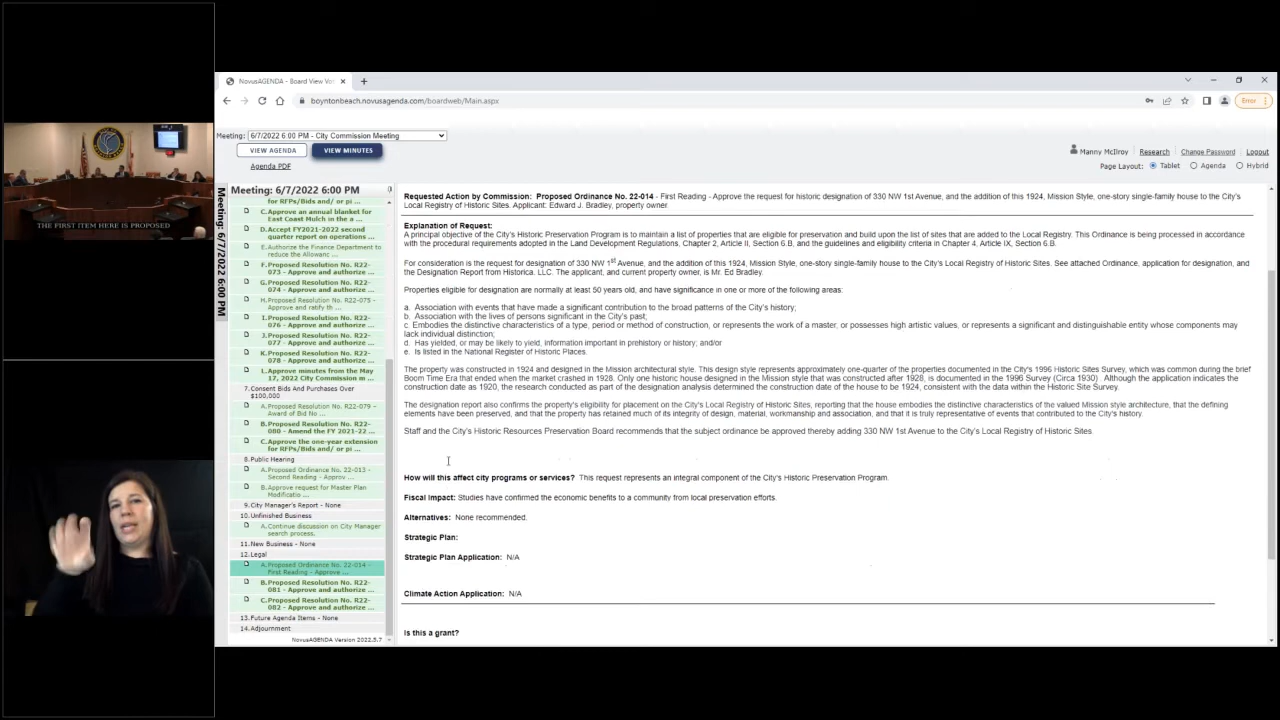 THE FIRST ITEM HERE IS PROPOSED
NovusAGENDA - Board View Vo
boyntonbeach.novusagenda.com/boardweb/Main.aspx
Error
Meeting: 6/7/2022 6:00 PM - City Commission Meeting
VIEW AGENDA VIEW MINUTES
Agenda PDF
Manny McIlroy Research Change Password Logout
Page Layout: Tablet Agenda Hybrid
Meeting: 6/7/2022 6:00 PM
Meeting: 6/7/2022 6:00 PM
for RFPs/Bids and/ or pi ...
C.Approve an annual blanket for
East Coast Mulch in the a ...
D.Accept FY2021-2022 second
quarter report on operations ...
E.Authorize the Finance Department to
reduce the Allowanc ...
F.Proposed Resolution No. R22-
073 - Approve and authorize ...
G.Proposed Resolution No. R22-
074 - Approve and authorize ...
H.Proposed Resolution No. R22-075 -
Approve and ratify th ...
I.Proposed Resolution No. R22-
076 - Approve and authorize ...
J.Proposed Resolution No. R22-
077 - Approve and authorize ...
K.Proposed Resolution No. R22-
078 - Approve and authorize ...
L.Approve minutes from the May
17, 2022 City Commission m ...
7.Consent Bids And Purchases Over
$100,000
A.Proposed Resolution No. R22-079 -
Award of Bid No ...
B.Proposed Resolution No. R22-
080 - Amend the FY 2021-22 ...
C.Approve the one-year extension
for RFPs/Bids and/ or pi ...
8.Public Hearing
A.Proposed Ordinance No. 22-013 -
Second Reading - Approv ...
B.Approve request for Master Plan
Modificatio ...
9.City Manager's Report - None
10.Unfinished Business
A.Continue discussion on City Manager
search process.
11.New Business - None
12.Legal
A.Proposed Ordinance No. 22-014 -
First Reading - Approve ...
B.Proposed Resolution No. R22-
081 - Approve and authorize ...
C.Proposed Resolution No. R22-
082 - Approve and authorize ...
13.Future Agenda Items - None
14.Adjournment
NovusAGENDA Version 2022.5.7
Requested Action by Commission: Proposed Ordinance No. 22-014 - First Reading - Approve the request for historic designation of 330 NW 1st Avenue, and the addition of this 1924, Mission Style, one-story single-family house to the City's
Local Registry of Historic Sites. Applicant: Edward J. Bradley, property owner.
Explanation of Request:
A principal objective of the City's Historic Preservation Program is to maintain a list of properties that are eligible for preservation and build upon the list of sites that are added to the Local Registry. This Ordinance is being processed in accordance
with the procedural requirements adopted in the Land Development Regulations, Chapter 2, Article II, Section 6.B, and the guidelines and eligibility criteria in Chapter 4, Article IX, Section 6.B.
For consideration is the request for designation of 330 NW 1st Avenue, and the addition of this 1924, Mission Style, one-story single-family house to the City's Local Registry of Historic Sites. See attached Ordinance, application for designation, and
the Designation Report from Historica. LLC. The applicant, and current property owner, is Mr. Ed Bradley.
Properties eligible for designation are normally at least 50 years old, and have significance in one or more of the following areas:
a. Association with events that have made a significant contribution to the broad patterns of the City's history;
b. Association with the lives of persons significant in the City's past;
c. Embodies the distinctive characteristics of a type, period or method of construction, or represents the work of a master, or possesses high artistic values, or represents a significant and distinguishable entity whose components may
lack individual distinction;
d. Has yielded, or may be likely to yield, information important in prehistory or history; and/or
e. Is listed in the National Register of Historic Places.
The property was constructed in 1924 and designed in the Mission architectural style. This design style represents approximately one-quarter of the properties documented in the City's 1996 Historic Sites Survey, which was common during the brief
Boom Time Era that ended when the market crashed in 1928. Only one historic house designed in the Mission style that was constructed after 1928, is documented in the 1996 Survey (Circa 1930). Although the application indicates the
construction date as 1920, the research conducted as part of the designation analysis determined the construction date of the house to be 1924, consistent with the data within the Historic Site Survey.
The designation report also confirms the property's eligibility for placement on the City's Local Registry of Historic Sites, reporting that the house embodies the distinctive characteristics of the valued Mission style architecture, that the defining
elements have been preserved, and that the property has retained much of its integrity of design, material, workmanship and association, and that it is truly representative of events that contributed to the City's history.
Staff and the City's Historic Resources Preservation Board recommends that the subject ordinance be approved thereby adding 330 NW 1st Avenue to the City's Local Registry of Historic Sites
How will this affect city programs or services? This request represents an integral component of the City's Historic Preservation Program.
Fiscal Impact: Studies have confirmed the economic benefits to a community from local preservation efforts.
Alternatives: None recommended.
Strategic Plan:
Strategic Plan Application: N/A
Climate Action Application: N/A
Is this a grant?